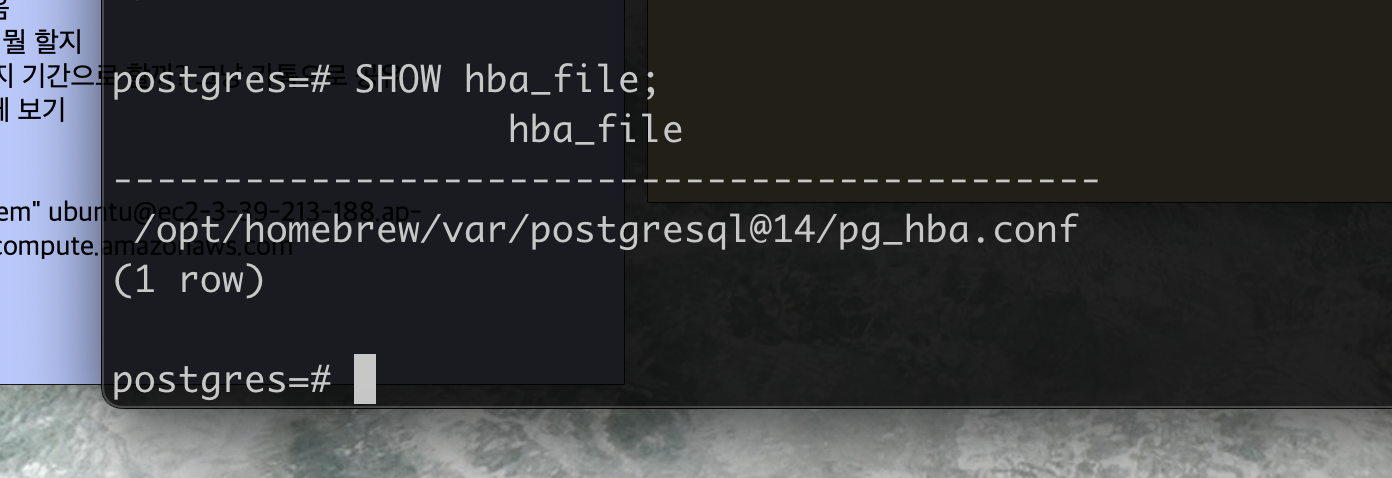 뭘 할지
지 기간으로
게 보기
em" ubuntu@ec2-3-39-213-188.ap-
compute.amazonaws.com
postgres=# SHOW hba_file;
hba_file
---------------------------------------------
/opt/homebrew/var/postgresql@14/pg_hba.conf
(1 row)
postgres=#